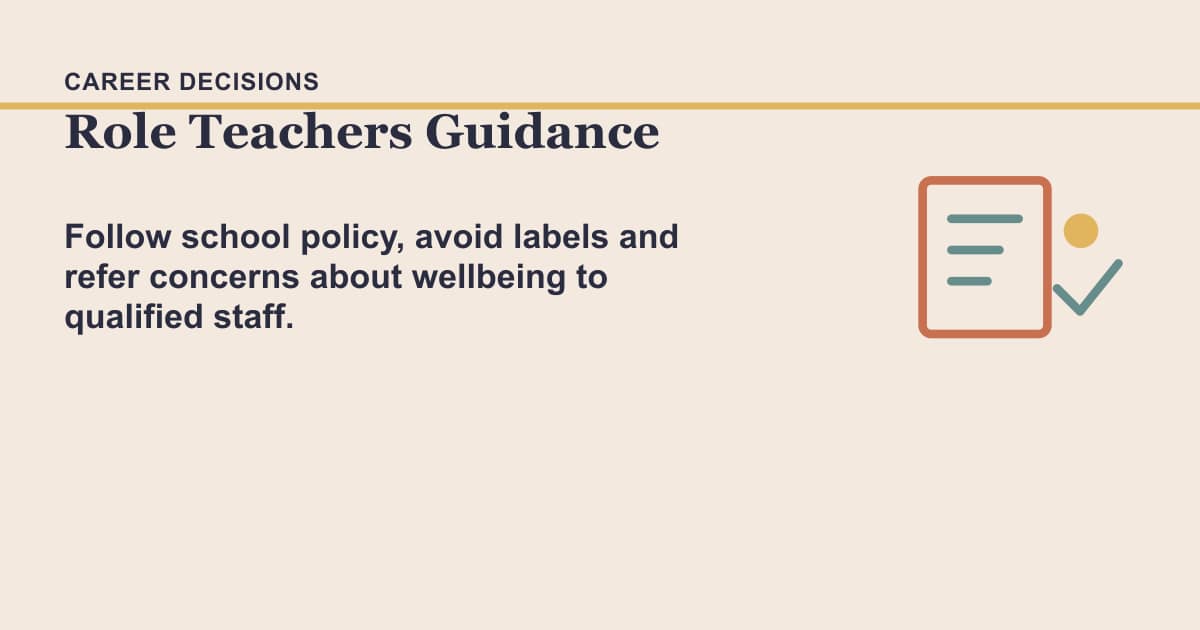 CAREER DECISIONS
Role Teachers Guidance
Follow school policy, avoid labels and
refer concerns about wellbeing to
qualified staff.